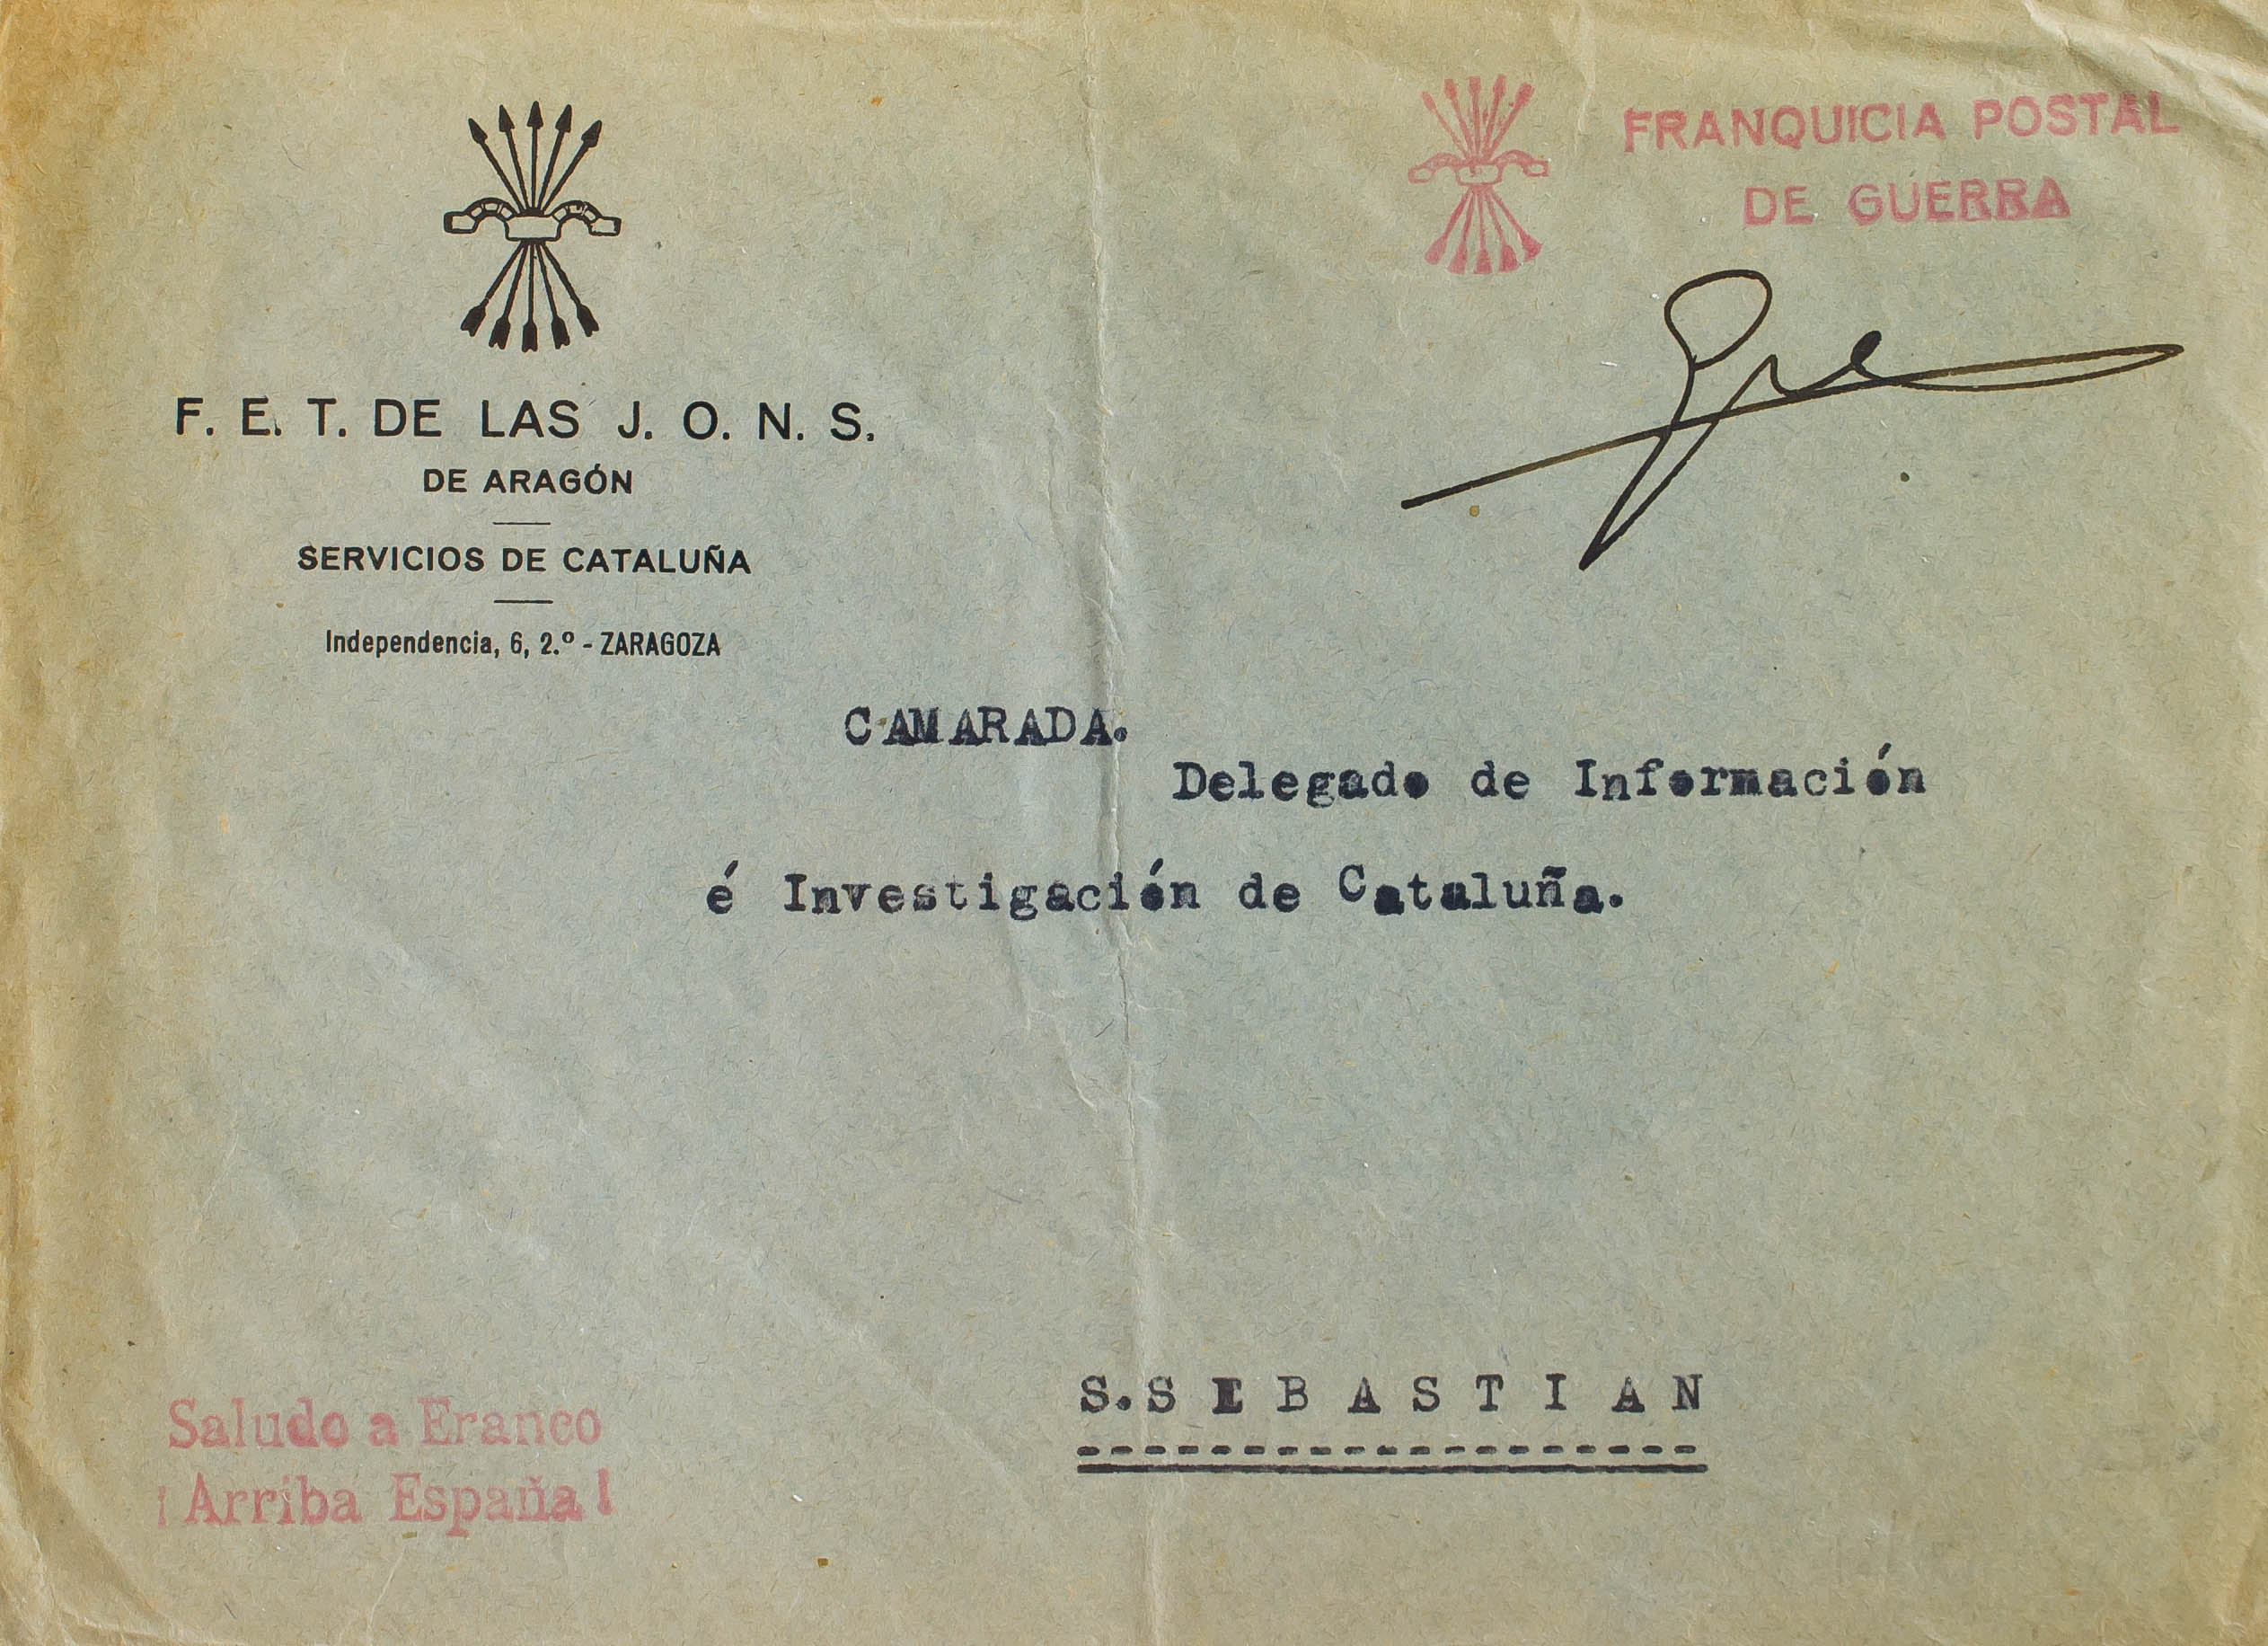 F. E. T. DE LAS J. O. N. S.
DE ARAGÓN
SERVICIOS DE CATALUÑA
Independencia, 6, 2.º - ZARAGOZA
FRANQUICIA POSTAL
DE GUERRA
CAMARADA.
Delegado de Información
é Investigación de Cataluña.
S.SEBASTIAN
Saludo a Franco
¡Arriba España!